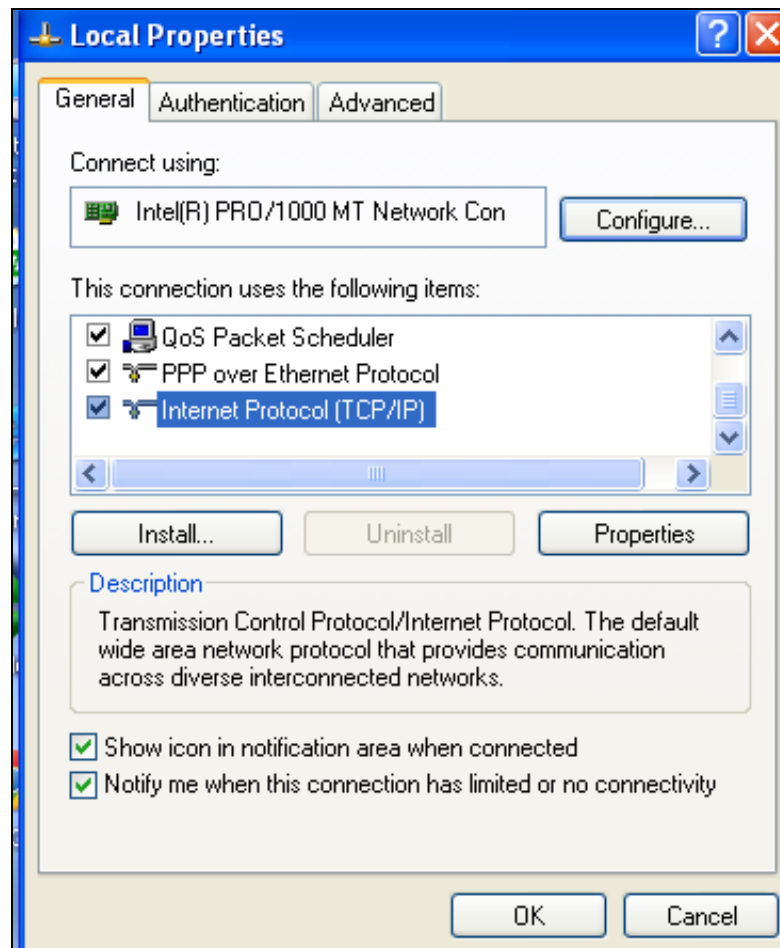 Local Properties
General Authentication Advanced
Connect using:
Intel(R) PRO/1000 MT Network Con
Configure...
This connection uses the following items:
QoS Packet Scheduler
PPP over Ethernet Protocol
Internet Protocol (TCP/IP)
Install... Uninstall Properties
Description
Transmission Control Protocol/Internet Protocol. The default
wide area network protocol that provides communication
across diverse interconnected networks.
Show icon in notification area when connected
Notify me when this connection has limited or no connectivity
OK Cancel